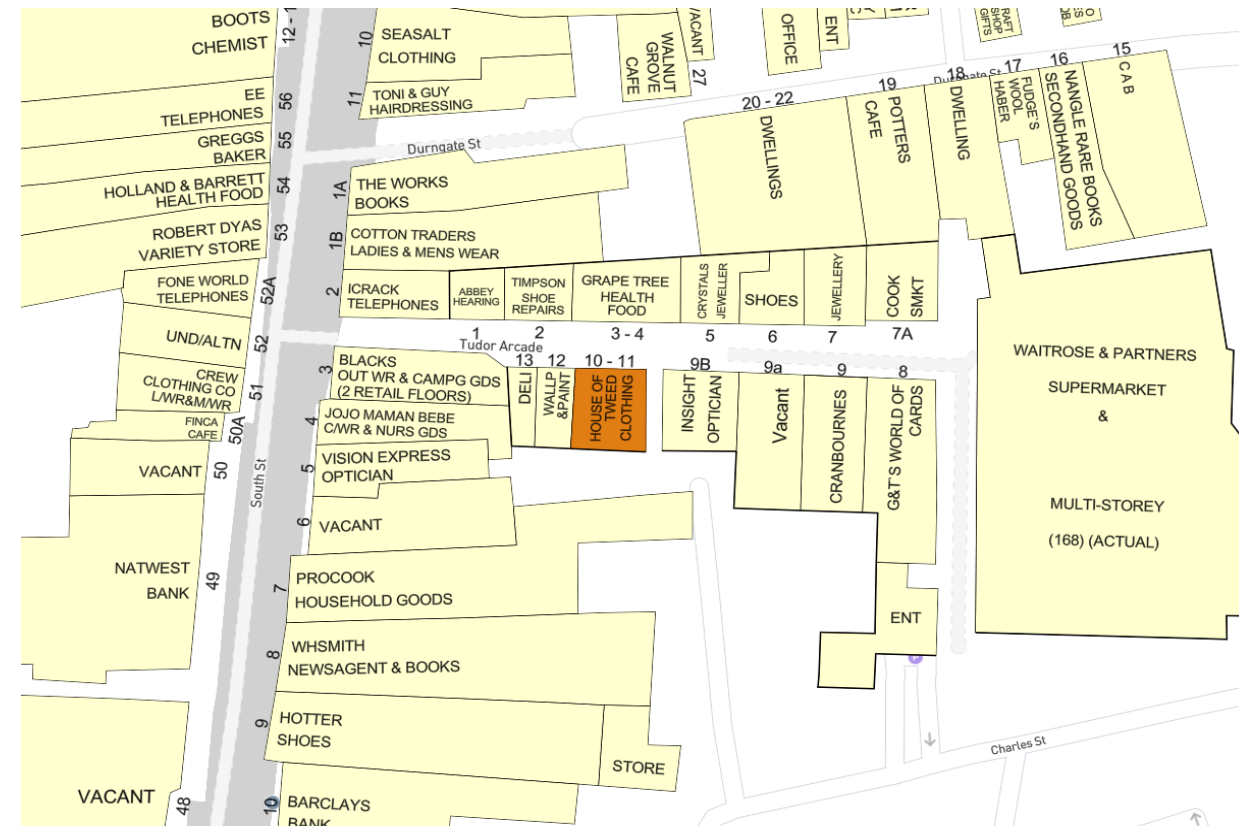 BOOTS
CHEMIST
12 - 1
EE
TELEPHONES
56
GREGGS
BAKER
55
HOLLAND & BARRETT
HEALTH FOOD
54
ROBERT DYAS
VARIETY STORE
53
FONE WORLD
TELEPHONES
52A
UND/ALTN
52
CREW
CLOTHING CO
L/WR&M/WR
51
FINCA
CAFE
50A
VACANT
50
NATWEST
BANK
49
VACANT
48
South St
10
SEASALT
CLOTHING
11
TONI & GUY
HAIRDRESSING
Durngate St
1A
THE WORKS
BOOKS
1B
COTTON TRADERS
LADIES & MENS WEAR
2
ICRACK
TELEPHONES
ABBEY
HEARING
TIMPSON
SHOE
REPAIRS
GRAPE TREE
HEALTH
FOOD
CRYSTALS
JEWELLER
SHOES
JEWELLERY
COOK
SMKT
1
2
3 - 4
5
6
7
7A
Tudor Arcade
3
BLACKS
OUT WR & CAMPG GDS
(2 RETAIL FLOORS)
4
JOJO MAMAN BEBE
C/WR & NURS GDS
5
VISION EXPRESS
OPTICIAN
6
VACANT
7
PROCOOK
HOUSEHOLD GOODS
8
WHSMITH
NEWSAGENT & BOOKS
9
HOTTER
SHOES
STORE
10
BARCLAYS
BANK
13
DELI
12
WALLP
&PAINT
10 - 11
HOUSE OF
TWEED
CLOTHING
9B
INSIGHT
OPTICIAN
9a
Vacant
9
CRANBOURNES
8
G&T'S WORLD OF
CARDS
ENT
WALNUT
GROVE
CAFE
VACANT
27
OFFICE
ENT
CRAFT
SHOP
GIFTS
20 - 22
DWELLINGS
19
POTTERS
CAFE
18
DWELLING
Durngate St
17
FUDGE'S
WOOL
HABER
16
NANGLE RARE BOOKS
SECONDHAND GOODS
15
C A B
WAITROSE & PARTNERS
SUPERMARKET
&
MULTI-STOREY
(168) (ACTUAL)
Charles St